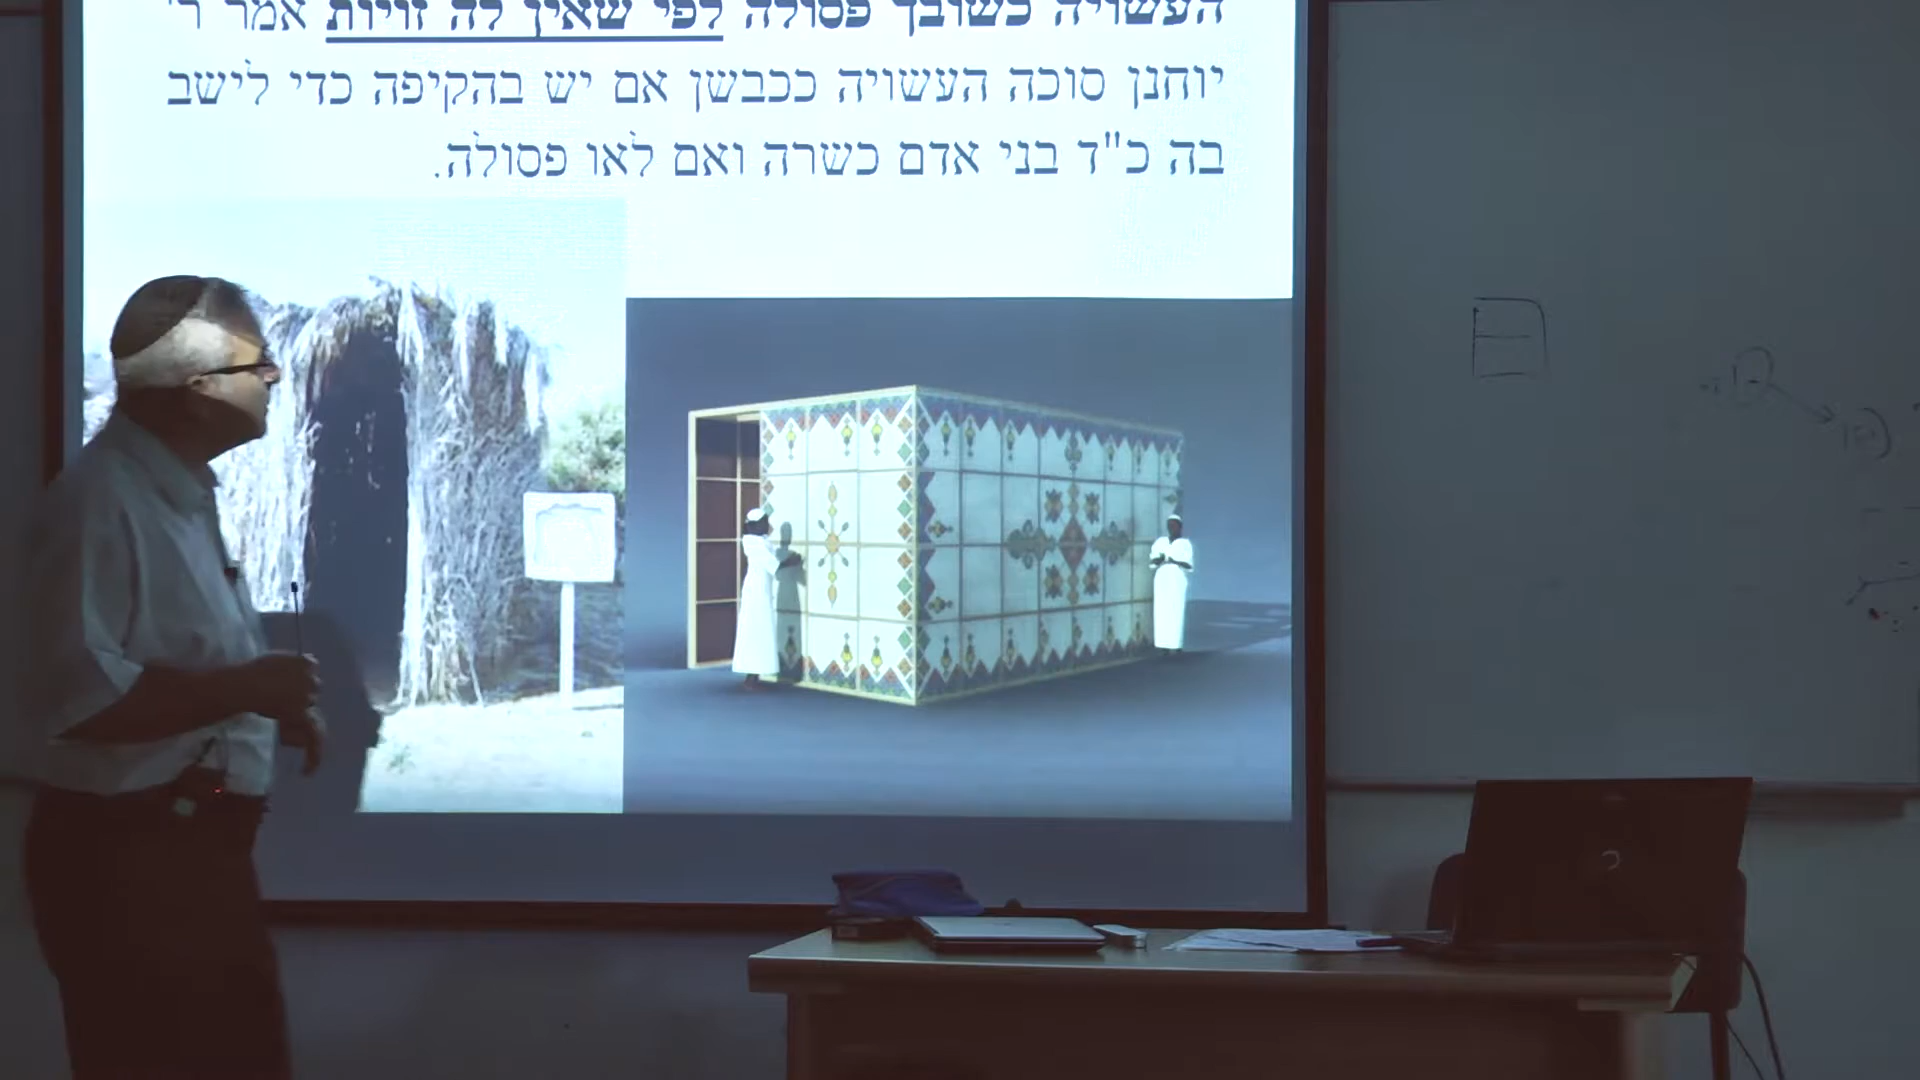 העשויה כשובך פסולה לפי שאין לה זויות אמר ר'
יוחנן סוכה העשויה ככבשן אם יש בהקיפה כדי לישב
בה כ"ד בני אדם כשרה ואם לאו פסולה.